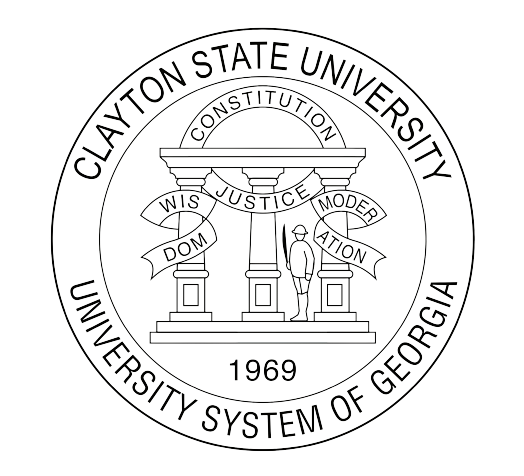 CLAYTON STATE UNIVERSITY
CONSTITUTION
WIS
DOM
JUSTICE
MODER
ATION
1969
UNIVERSITY SYSTEM OF GEORGIA